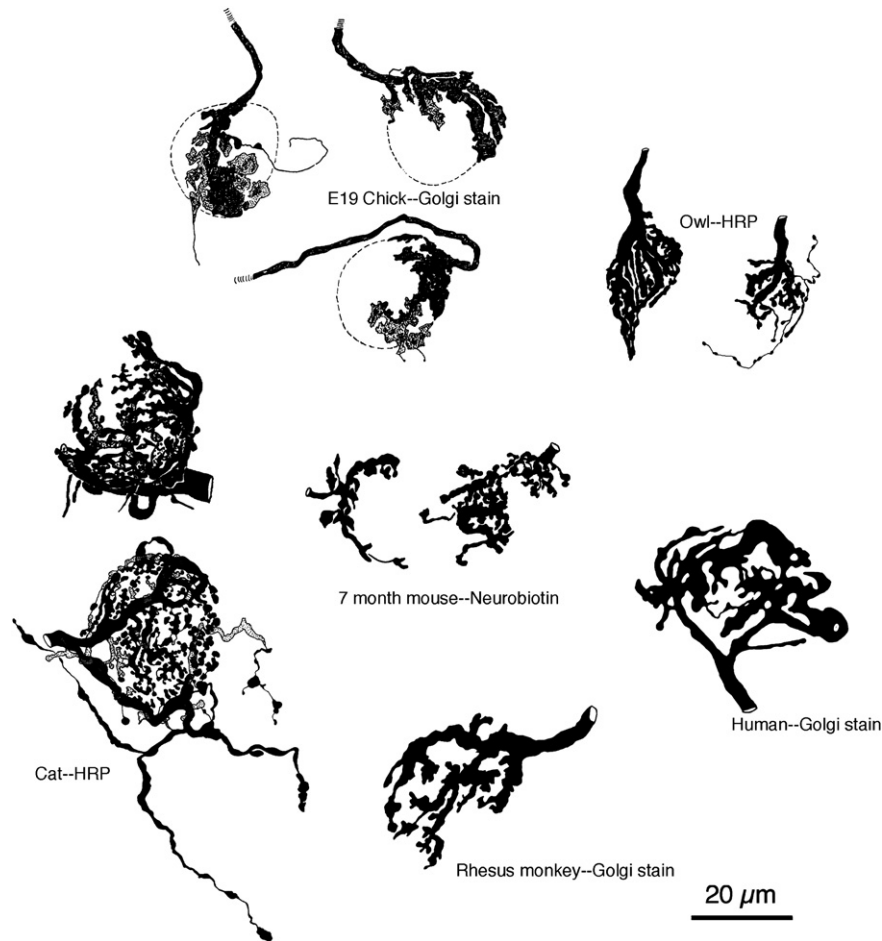 E19 Chick--Golgi stain
Owl--HRP
7 month mouse--Neurobiotin
Human--Golgi stain
Cat--HRP
Rhesus monkey--Golgi stain
20 µm